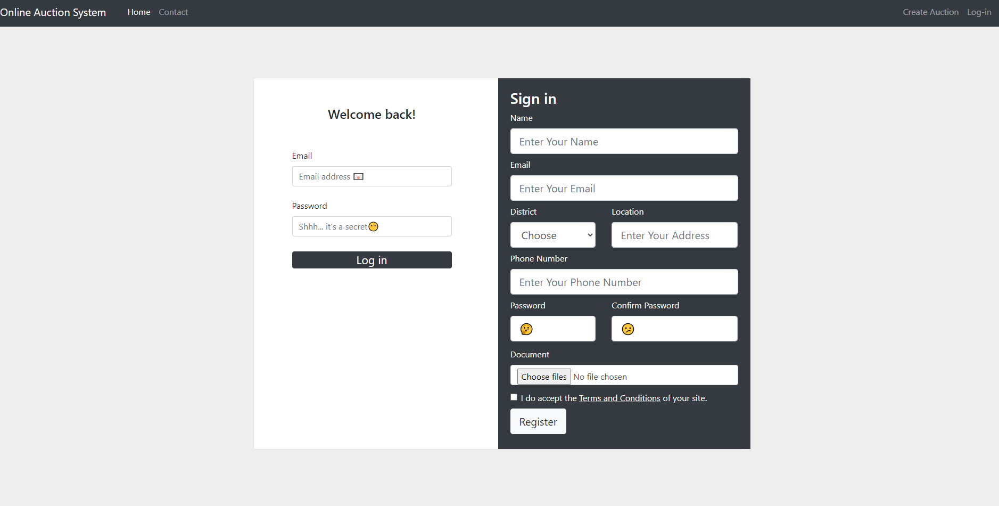 Online Auction System Home Contact Create Auction Log-in
Welcome back!
Email
Email address 💌
Password
Shhh... it's a secret😶
Log in
Sign in
Name
Enter Your Name
Email
Enter Your Email
District Location
Choose Enter Your Address
Phone Number
Enter Your Phone Number
Password Confirm Password
🤔 😕
Document
Choose files No file chosen
I do accept the Terms and Conditions of your site.
Register